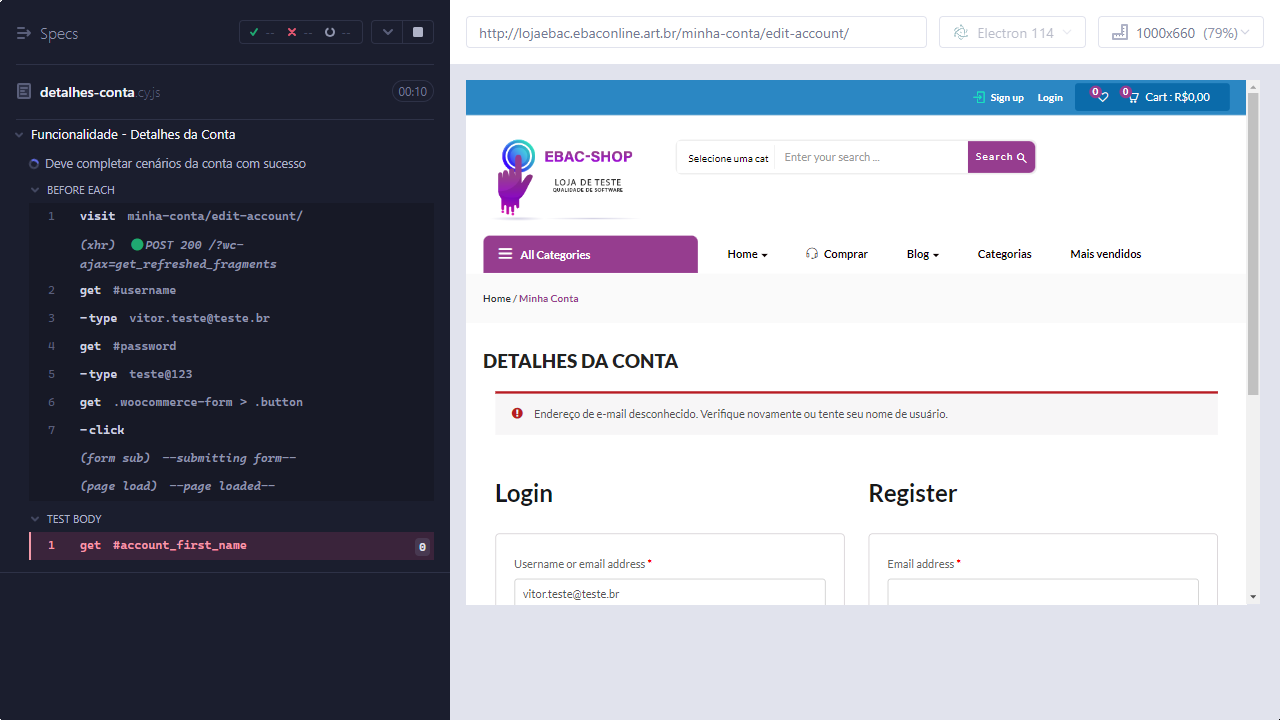 Specs
-- -- --
detalhes-conta.cy.js 00:10
Funcionalidade - Detalhes da Conta
Deve completar cenários da conta com sucesso
BEFORE EACH
1 visit minha-conta/edit-account/
(xhr) POST 200 /?wc-
ajax=get_refreshed_fragments
2 get #username
3 -type vitor.teste@teste.br
4 get #password
5 -type teste@123
6 get .woocommerce-form > .button
7 -click
(form sub) --submitting form--
(page load) --page loaded--
TEST BODY
1 get #account_first_name 0
http://lojaebac.ebaconline.art.br/minha-conta/edit-account/ Electron 114 1000x660 (79%)
Sign up Login 0 0 Cart : R$0,00
EBAC-SHOP
LOJA DE TESTE
QUALIDADE DE SOFTWARE
Selecione uma cat Enter your search ... Search
All Categories Home Comprar Blog Categorias Mais vendidos
Home / Minha Conta
DETALHES DA CONTA
Endereço de e-mail desconhecido. Verifique novamente ou tente seu nome de usuário.
Login Register
Username or email address * Email address *
vitor.teste@teste.br